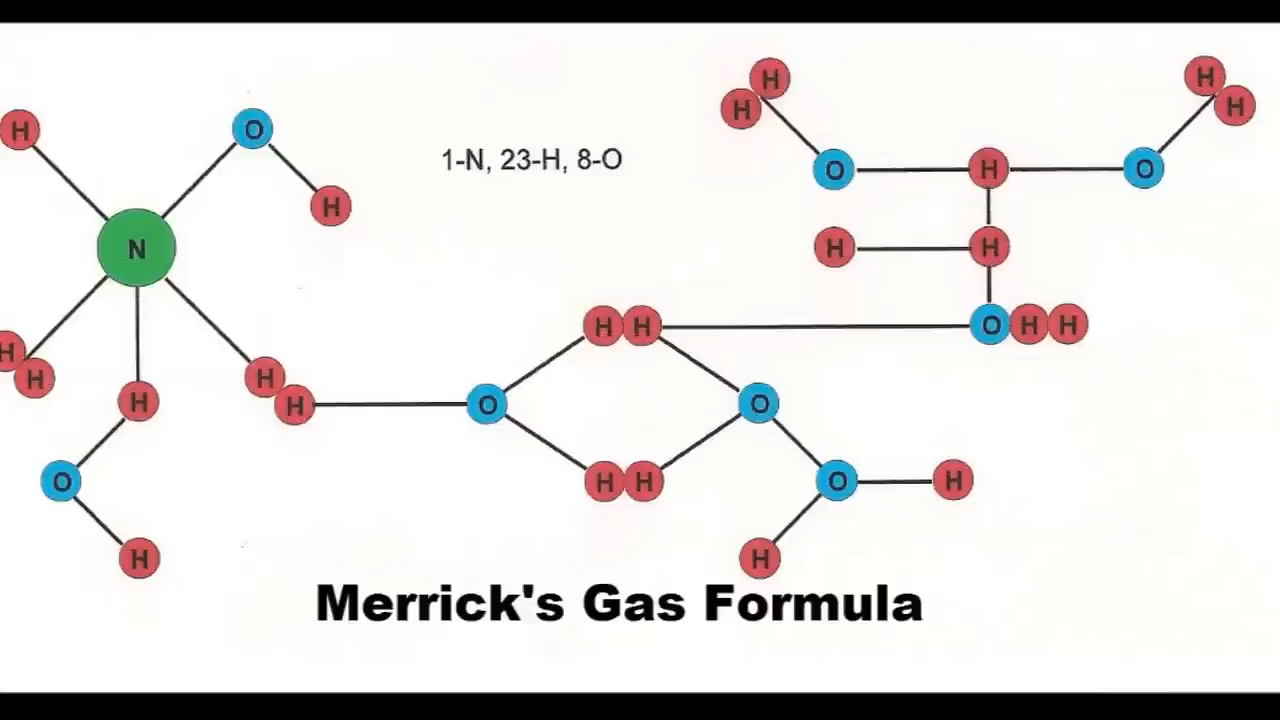 H H
H H
H O
1-N, 23-H, 8-O
O H O
H
N H H
H H O H H
H
H H
H H O O
O H H O H
H H
Merrick's Gas Formula